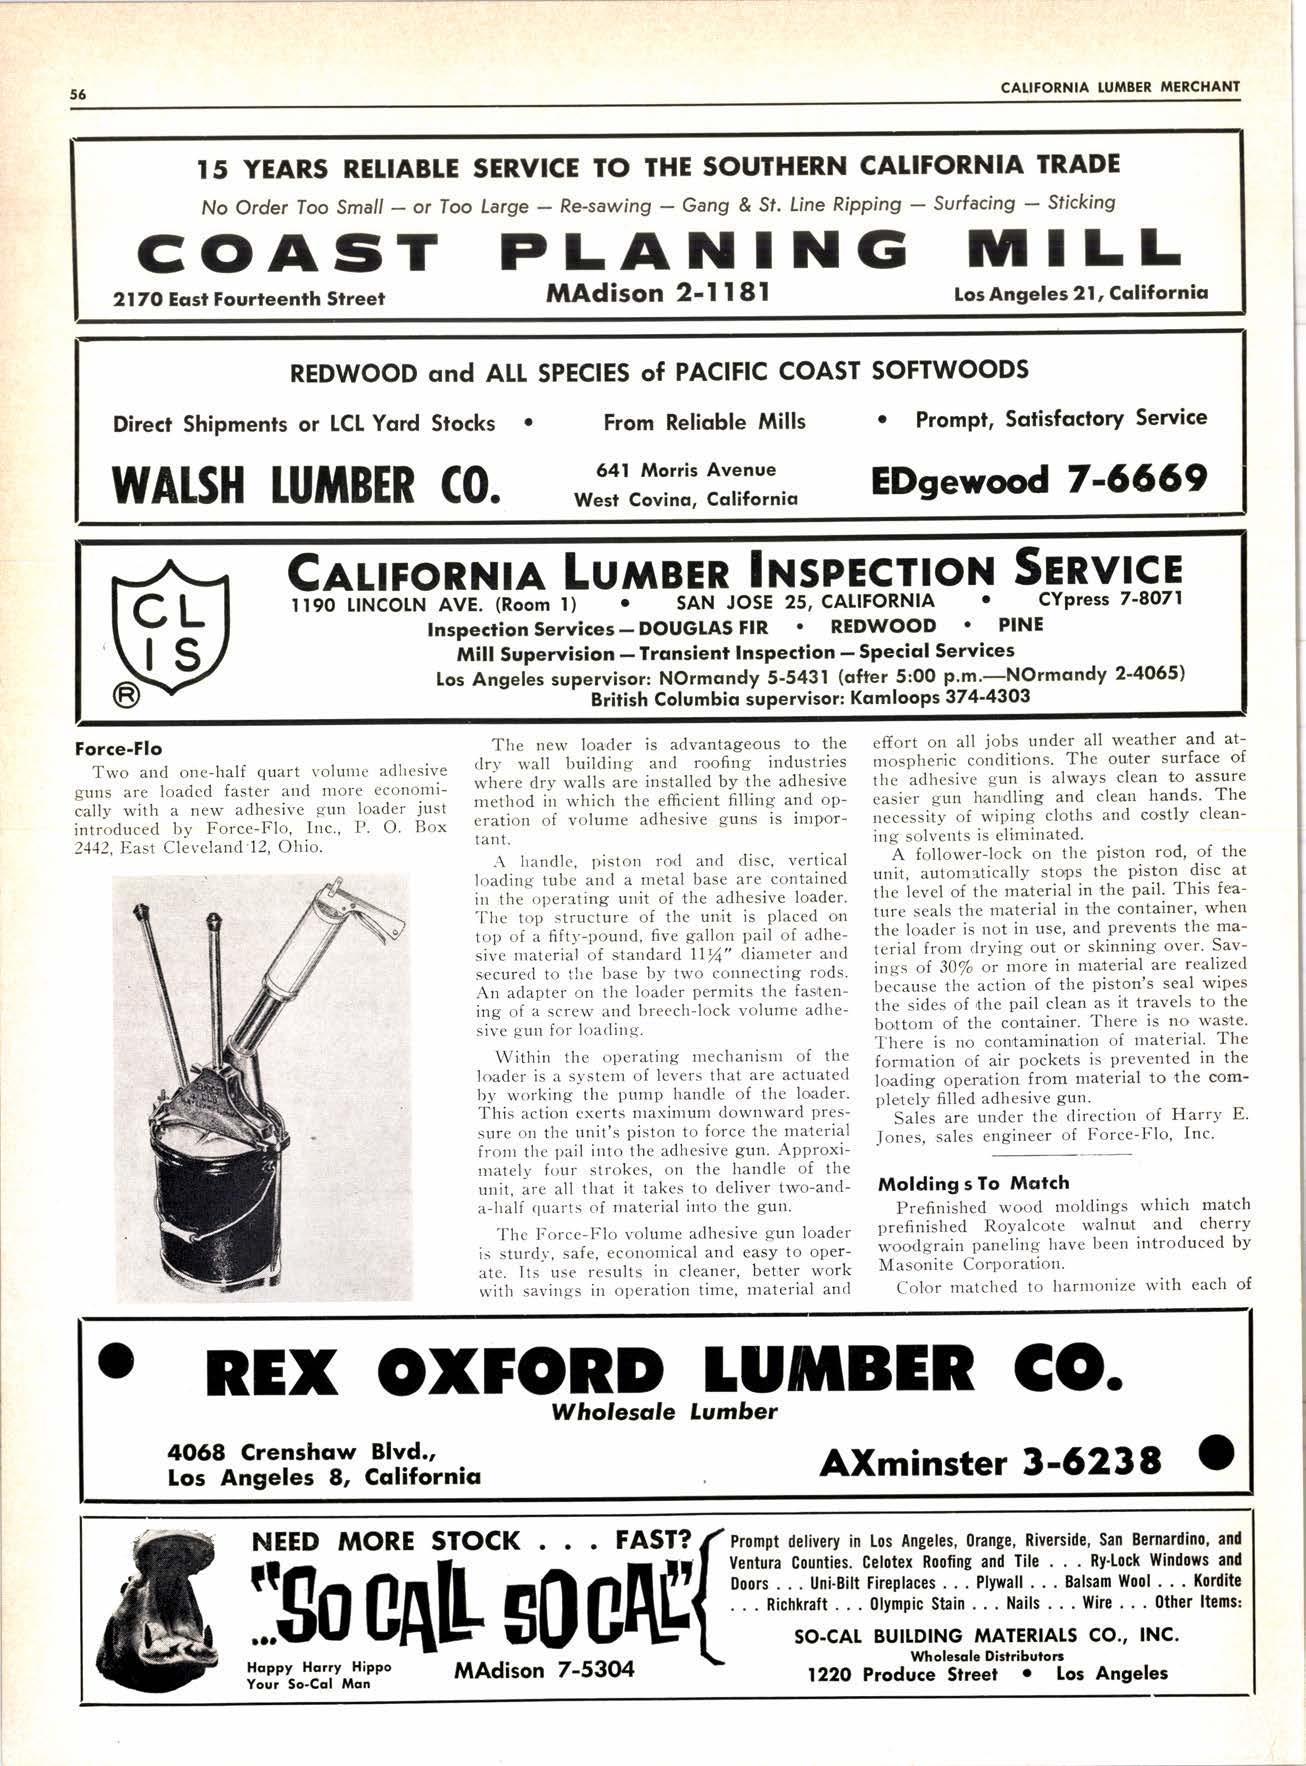 56
CALIFORNIA LUMBER MERCHANT
15 YEARS RELIABLE SERVICE TO THE SOUTHERN CALIFORNIA TRADE
No Order Too Small — or Too Large — Re-sawing — Gang & St. Line Ripping — Surfacing — Sticking
COAST PLANING MILL
2170 East Fourteenth Street MAdison 2-1181 Los Angeles 21, California
REDWOOD and ALL SPECIES of PACIFIC COAST SOFTWOODS
Direct Shipments or LCL Yard Stocks • From Reliable Mills • Prompt, Satisfactory Service
WALSH LUMBER CO.
641 Morris Avenue
West Covina, California
EDgewood 7-6669
CL
IS
®
CALIFORNIA LUMBER INSPECTION SERVICE
1190 LINCOLN AVE. (Room 1) • SAN JOSE 25, CALIFORNIA • CYpress 7-8071
Inspection Services — DOUGLAS FIR • REDWOOD • PINE
Mill Supervision — Transient Inspection — Special Services
Los Angeles supervisor: NOrmandy 5-5431 (after 5:00 p.m.—NOrmandy 2-4065)
British Columbia supervisor: Kamloops 374-4303
Force-Flo
Two and one-half quart volume adhesive
guns are loaded faster and more economi-
cally with a new adhesive gun loader just
introduced by Force-Flo, Inc., P. O. Box
2442, East Cleveland 12, Ohio.
The new loader is advantageous to the
dry wall building and roofing industries
where dry walls are installed by the adhesive
method in which the efficient filling and op-
eration of volume adhesive guns is impor-
tant.
A handle, piston rod and disc, vertical
loading tube and a metal base are contained
in the operating unit of the adhesive loader.
The top structure of the unit is placed on
top of a fifty-pound, five gallon pail of adhe-
sive material of standard 11¼" diameter and
secured to the base by two connecting rods.
An adapter on the loader permits the fasten-
ing of a screw and breech-lock volume adhe-
sive gun for loading.
Within the operating mechanism of the
loader is a system of levers that are actuated
by working the pump handle of the loader.
This action exerts maximum downward pres-
sure on the unit's piston to force the material
from the pail into the adhesive gun. Approxi-
mately four strokes, on the handle of the
unit, are all that it takes to deliver two-and-
a-half quarts of material into the gun.
The Force-Flo volume adhesive gun loader
is sturdy, safe, economical and easy to oper-
ate. Its use results in cleaner, better work
with savings in operation time, material and
effort on all jobs under all weather and at-
mospheric conditions. The outer surface of
the adhesive gun is always clean to assure
easier gun handling and clean hands. The
necessity of wiping cloths and costly clean-
ing solvents is eliminated.
A follower-lock on the piston rod, of the
unit, automatically stops the piston disc at
the level of the material in the pail. This fea-
ture seals the material in the container, when
the loader is not in use, and prevents the ma-
terial from drying out or skinning over. Sav-
ings of 30% or more in material are realized
because the action of the piston's seal wipes
the sides of the pail clean as it travels to the
bottom of the container. There is no waste.
There is no contamination of material. The
formation of air pockets is prevented in the
loading operation from material to the com-
pletely filled adhesive gun.
Sales are under the direction of Harry E.
Jones, sales engineer of Force-Flo, Inc.
Molding s To Match
Prefinished wood moldings which match
prefinished Royalcote walnut and cherry
woodgrain paneling have been introduced by
Masonite Corporation.
Color matched to harmonize with each of
• REX OXFORD LUMBER CO.
Wholesale Lumber
4068 Crenshaw Blvd.,
Los Angeles 8, California
AXminster 3-6238 •
NEED MORE STOCK . . . FAST?
..."SO CALL SO CAL"
Happy Harry Hippo
Your So-Cal Man
MAdison 7-5304
Prompt delivery in Los Angeles, Orange, Riverside, San Bernardino, and
Ventura Counties. Celotex Roofing and Tile . . . Ry-Lock Windows and
Doors . . . Uni-Bilt Fireplaces . . . Plywall . . . Balsam Wool . . . Kordite
. . . Richkraft . . . Olympic Stain . . . Nails . . . Wire . . . Other Items:
SO-CAL BUILDING MATERIALS CO., INC.
Wholesale Distributors
1220 Produce Street • Los Angeles